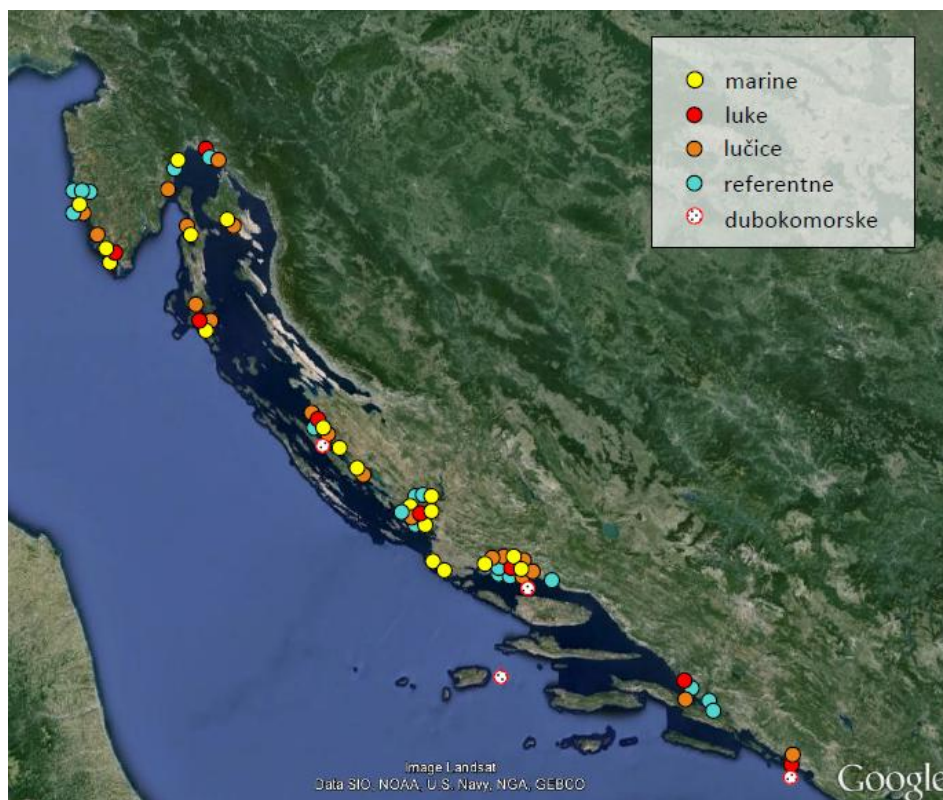 marine
luke
lučice
referentne
dubokomorske
Image Landsat
Data SIO, NOAA, U.S. Navy, NGA, GEBCO
Google